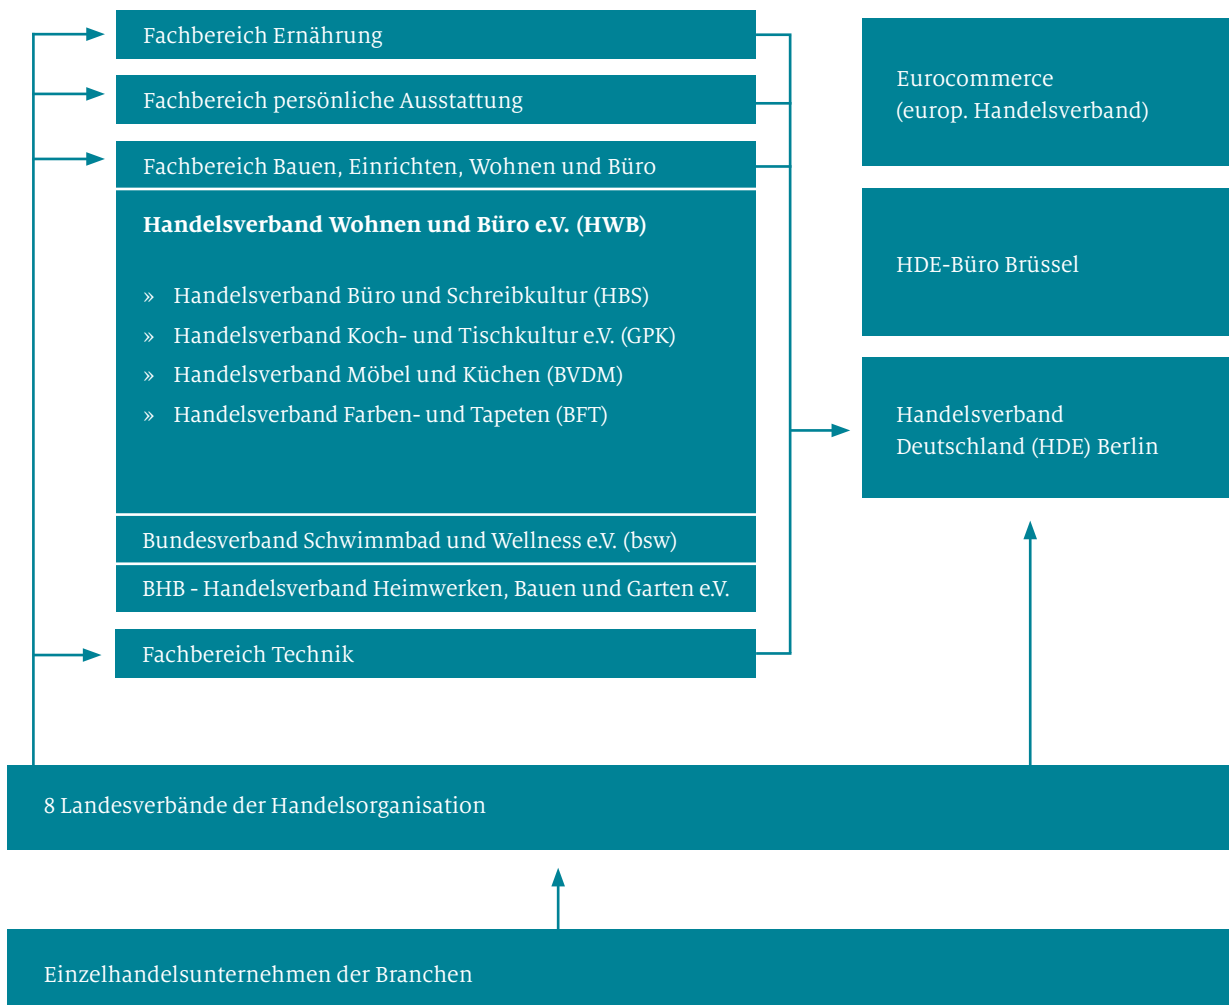 Fachbereich Ernährung
Fachbereich persönliche Ausstattung
Fachbereich Bauen, Einrichten, Wohnen und Büro
Handelsverband Wohnen und Büro e.V. (HWB)
» Handelsverband Büro und Schreibkultur (HBS)
» Handelsverband Koch- und Tischkultur e.V. (GPK)
» Handelsverband Möbel und Küchen (BVDM)
» Handelsverband Farben- und Tapeten (BFT)
Bundesverband Schwimmbad und Wellness e.V. (bsw)
BHB - Handelsverband Heimwerken, Bauen und Garten e.V.
Fachbereich Technik
Eurocommerce
(europ. Handelsverband)
HDE-Büro Brüssel
Handelsverband
Deutschland (HDE) Berlin
8 Landesverbände der Handelsorganisation
Einzelhandelsunternehmen der Branchen